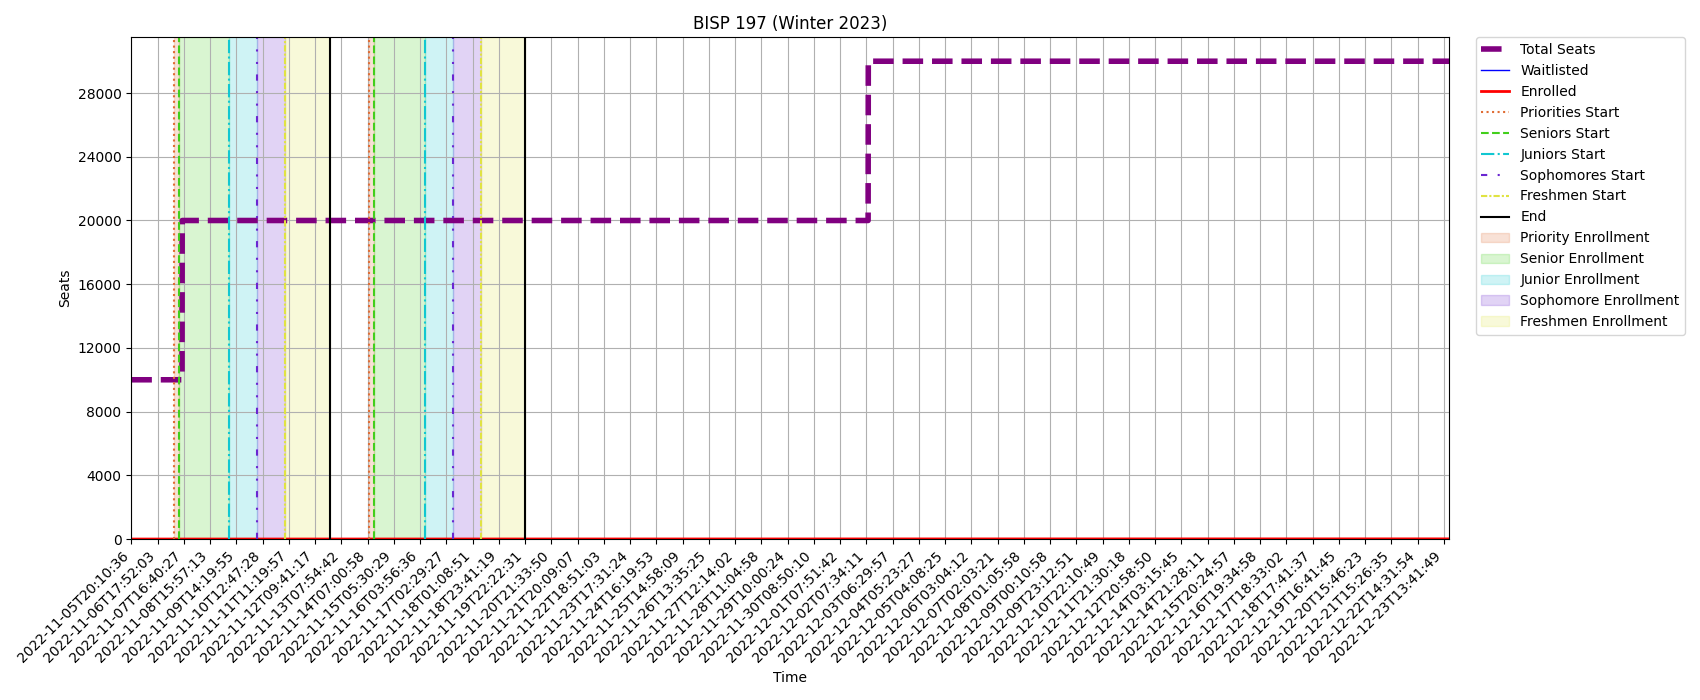 BISP 197 (Winter 2023)
Seats
28000
24000
20000
16000
12000
8000
4000
0
2022-11-05T20:10:36
2022-11-06T17:52:03
2022-11-07T16:40:27
2022-11-08T15:57:13
2022-11-09T14:19:55
2022-11-10T12:47:28
2022-11-11T11:19:57
2022-11-12T09:41:17
2022-11-13T07:54:42
2022-11-14T07:00:58
2022-11-15T05:30:29
2022-11-16T03:56:36
2022-11-17T02:29:27
2022-11-18T01:08:51
2022-11-18T23:41:19
2022-11-19T22:22:31
2022-11-20T21:33:50
2022-11-21T20:09:07
2022-11-22T18:51:03
2022-11-23T17:31:24
2022-11-24T16:19:53
2022-11-25T14:58:09
2022-11-26T13:35:25
2022-11-27T12:14:02
2022-11-28T11:04:58
2022-11-29T10:00:24
2022-11-30T08:50:10
2022-12-01T07:51:42
2022-12-02T07:34:11
2022-12-03T06:29:57
2022-12-04T05:23:27
2022-12-05T04:08:25
2022-12-06T03:04:12
2022-12-07T02:03:21
2022-12-08T01:05:58
2022-12-09T00:10:58
2022-12-09T23:12:51
2022-12-10T22:10:49
2022-12-11T21:30:18
2022-12-12T20:58:50
2022-12-14T03:15:45
2022-12-14T21:28:11
2022-12-15T20:24:57
2022-12-16T19:34:58
2022-12-17T18:33:02
2022-12-18T17:41:37
2022-12-19T16:41:45
2022-12-20T15:46:23
2022-12-21T15:26:35
2022-12-22T14:31:54
2022-12-23T13:41:49
Time
Total Seats
Waitlisted
Enrolled
Priorities Start
Seniors Start
Juniors Start
Sophomores Start
Freshmen Start
End
Priority Enrollment
Senior Enrollment
Junior Enrollment
Sophomore Enrollment
Freshmen Enrollment